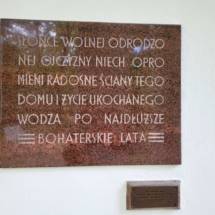 SŁOŃCE WOLNEJ ODRODZO
NEJ OJCZYZNY NIECH OPRO
MIENI RADOSNE ŚCIANY TEGO
DOMU I ŻYCIE UKOCHANEGO
WODZA PO NAJDŁUŻSZE
BOHATERSKIE LATA